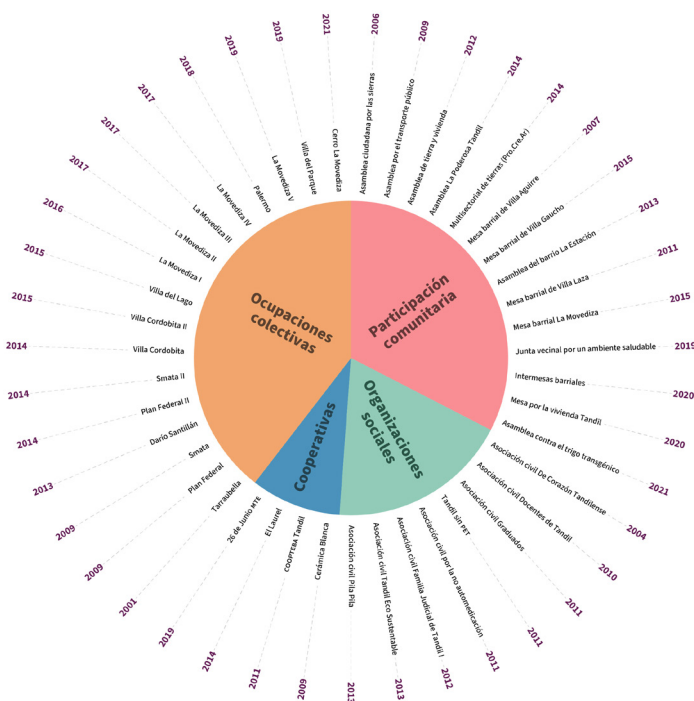 Participación
comunitaria
Asamblea ciudadana por las sierras 2006
Asamblea por el transporte público 2009
Asamblea de tierra y vivienda 2012
Asamblea La Poderosa Tandil 2014
Multisectorial de tierras (Pro.Cre.Ar) 2014
Mesa barrial de Villa Aguirre 2007
Mesa barrial de Villa Gaucho 2015
Asamblea del barrio La Estación 2013
Mesa barrial de Villa Laza 2011
Mesa barrial La Movediza 2015
Junta vecinal por un ambiente saludable 2019
Intermesas barriales 2020
Mesa por la vivienda Tandil 2020
Asamblea contra el trigo transgénico 2021
Organizaciones
sociales
Asociación civil De Corazón Tandilense 2004
Asociación civil Docentes de Tandil 2010
Asociación civil Graduados 2011
Tandil sin PET 2011
Asociación civil por la no automedicación 2011
Asociación civil Familia Judicial de Tandil I 2012
Asociación civil Tandil Eco Sustentable 2013
Asociación civil Pila Pila
Cooperativas
Cerámica Blanca 2009
COOPTEBA Tandil 2011
El Laurel 2014
26 de Junio MTE 2019
Ocupaciones
colectivas
Tarraubella 2001
Plan Federal 2009
Smata 2009
Darío Santillán 2013
Plan Federal II 2014
Smata II 2014
Villa Cordobita 2014
Villa Cordobita II 2015
Villa del Lago 2015
La Movediza I 2016
La Movediza II 2017
La Movediza III 2017
La Movediza IV 2017
Palermo 2018
La Movediza V 2019
Villa del Parque 2019
Cerro La Movediza 2021